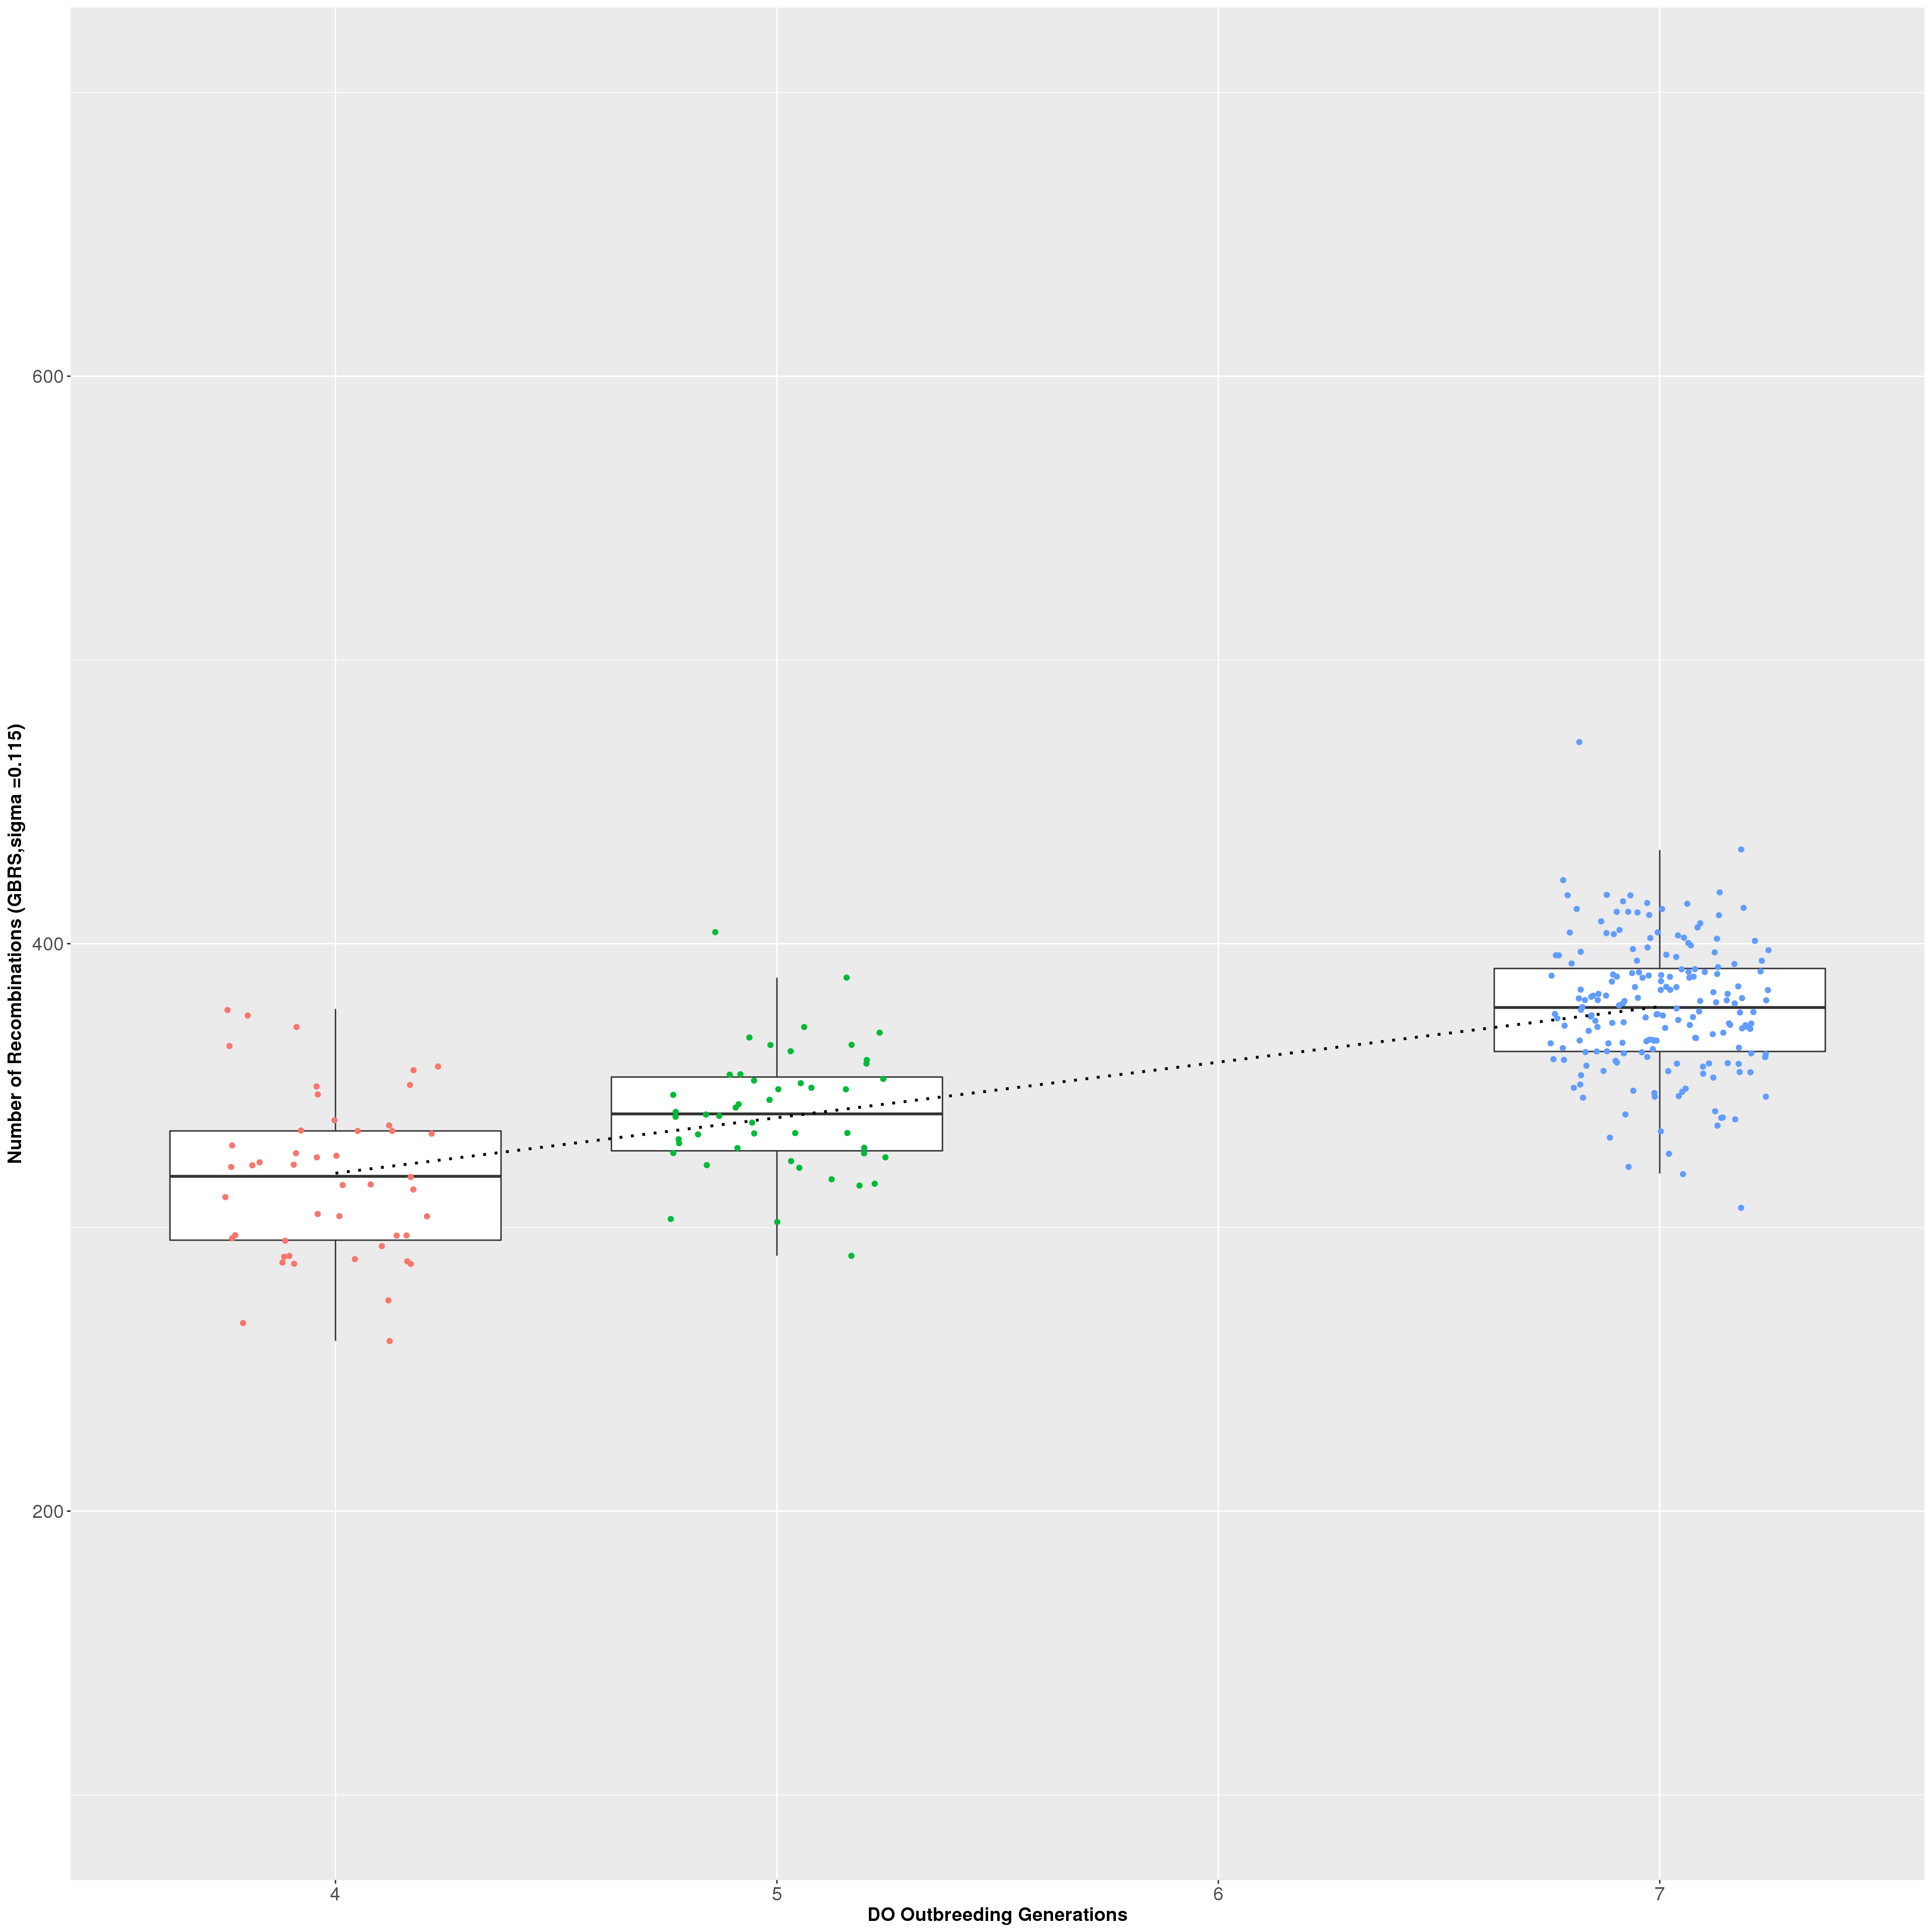 Number of Recombinations (GBRS,sigma =0.115)
600
400
200
4 5 6 7
DO Outbreeding Generations